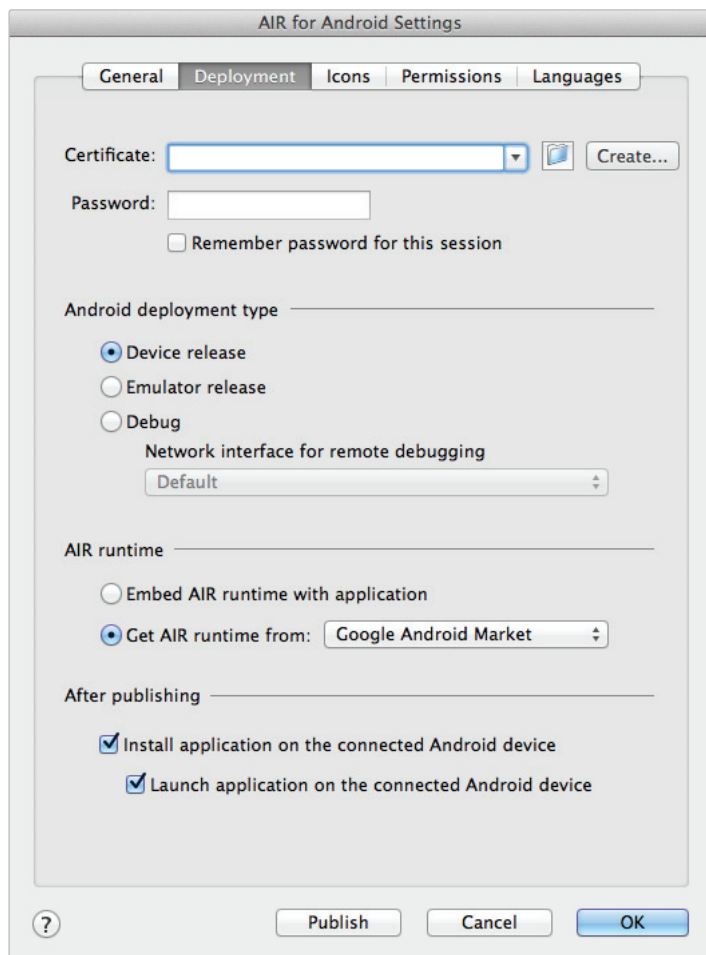 AIR for Android Settings
General Deployment Icons Permissions Languages
Certificate: Create...
Password:
Remember password for this session
Android deployment type
Device release
Emulator release
Debug
Network interface for remote debugging
Default
AIR runtime
Embed AIR runtime with application
Get AIR runtime from: Google Android Market
After publishing
Install application on the connected Android device
Launch application on the connected Android device
? Publish Cancel OK